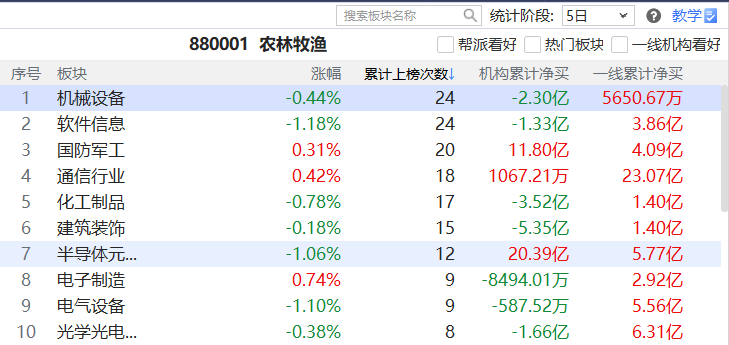 搜索板块名称 统计阶段: 5日 ? 教学
880001 农林牧渔 帮派看好 热门板块 一线机构看好
序号 板块 涨幅 累计上榜次数↓ 机构累计净买 一线累计净买
1 机械设备 -0.44% 24 -2.30亿 5650.67万
2 软件信息 -1.18% 24 -1.33亿 3.86亿
3 国防军工 0.31% 20 11.80亿 4.09亿
4 通信行业 0.42% 18 1067.21万 23.07亿
5 化工制品 -0.78% 17 -3.52亿 1.40亿
6 建筑装饰 -0.18% 15 -5.35亿 1.40亿
7 半导体元... -1.06% 12 20.39亿 5.77亿
8 电子制造 0.74% 9 -8494.01万 2.92亿
9 电气设备 -1.10% 9 -587.52万 5.56亿
10 光学光电... -0.38% 8 -1.66亿 6.31亿